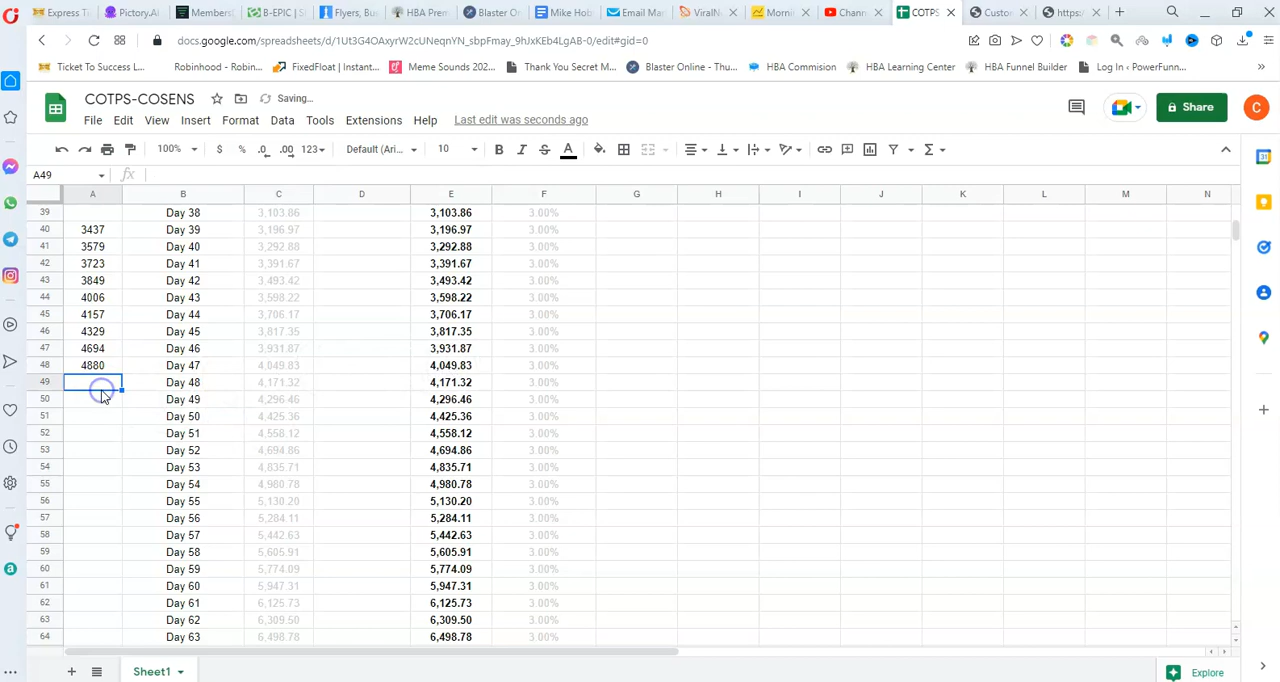 Express T
Pictory.AI
Members
B-EPIC | S
Flyers, Bu
HBA Prem
Blaster On
Mike Hob
Email Mar
ViralN
Mornin
Chann
COTPS
Custon
https:/
docs.google.com/spreadsheets/d/1Ut3G4OAxyrW2cUNeqnYN_sbpFmay_9hJxKEb4LgAB-0/edit#gid=0
Ticket To Success L...
Robinhood - Robin...
FixedFloat | Instant...
Meme Sounds 202...
Thank You Secret M...
Blaster Online - Thu...
HBA Commision
HBA Learning Center
HBA Funnel Builder
Log In ‹ PowerFunn...
COTPS-COSENS
Saving...
Share
C
File Edit View Insert Format Data Tools Extensions Help Last edit was seconds ago
100% $ % .0 .00 123 Default (Ari... 10 B I S A
A49 fx
A B C D E F G H I J K L M N
39 Day 38 3,103.86 3,103.86 3.00%
40 3437 Day 39 3,196.97 3,196.97 3.00%
41 3579 Day 40 3,292.88 3,292.88 3.00%
42 3723 Day 41 3,391.67 3,391.67 3.00%
43 3849 Day 42 3,493.42 3,493.42 3.00%
44 4006 Day 43 3,598.22 3,598.22 3.00%
45 4157 Day 44 3,706.17 3,706.17 3.00%
46 4329 Day 45 3,817.35 3,817.35 3.00%
47 4694 Day 46 3,931.87 3,931.87 3.00%
48 4880 Day 47 4,049.83 4,049.83 3.00%
49 Day 48 4,171.32 4,171.32 3.00%
50 Day 49 4,296.46 4,296.46 3.00%
51 Day 50 4,425.36 4,425.36 3.00%
52 Day 51 4,558.12 4,558.12 3.00%
53 Day 52 4,694.86 4,694.86 3.00%
54 Day 53 4,835.71 4,835.71 3.00%
55 Day 54 4,980.78 4,980.78 3.00%
56 Day 55 5,130.20 5,130.20 3.00%
57 Day 56 5,284.11 5,284.11 3.00%
58 Day 57 5,442.63 5,442.63 3.00%
59 Day 58 5,605.91 5,605.91 3.00%
60 Day 59 5,774.09 5,774.09 3.00%
61 Day 60 5,947.31 5,947.31 3.00%
62 Day 61 6,125.73 6,125.73 3.00%
63 Day 62 6,309.50 6,309.50 3.00%
64 Day 63 6,498.78 6,498.78 3.00%
Sheet1
Explore